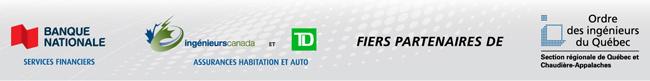 BANQUE
NATIONALE
SERVICES FINANCIERS
ingénieurscanada ET TD
ASSURANCES HABITATION ET AUTO
FIERS PARTENAIRES DE
Ordre
des ingénieurs
du Québec
Section régionale de Québec et
Chaudière-Appalaches